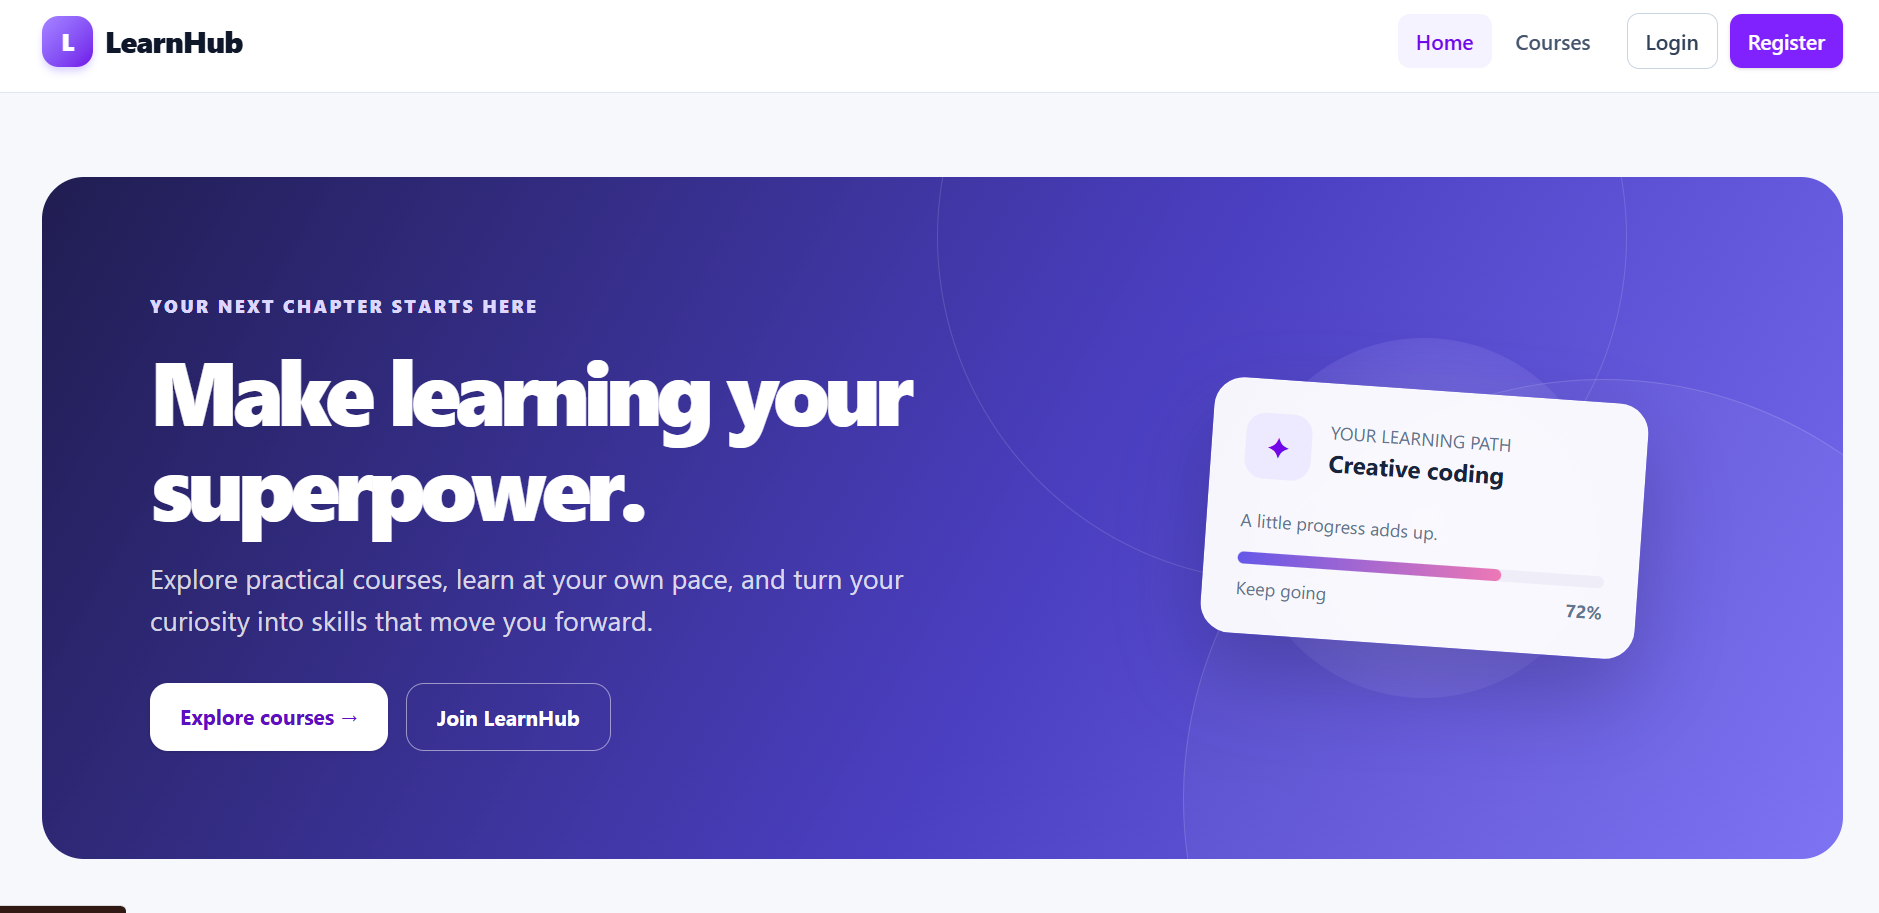 L LearnHub
Home Courses Login Register
YOUR NEXT CHAPTER STARTS HERE
Make learning your
superpower.
Explore practical courses, learn at your own pace, and turn your
curiosity into skills that move you forward.
Explore courses →
Join LearnHub
YOUR LEARNING PATH
Creative coding
A little progress adds up.
Keep going
72%